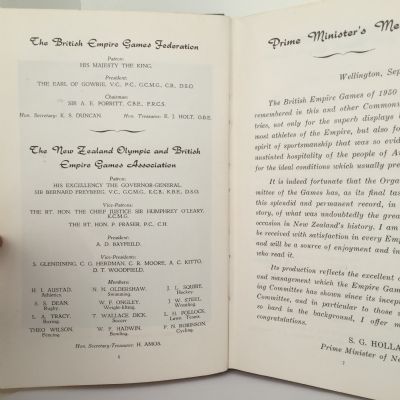 The British Empire Games Federation
Patron:
HIS MAJESTY THE KING.
President:
THE EARL OF GOWRIE, V.C., P.C., G.C.M.G., C.B., D.S.O.
Chairman:
SIR A. E. PORRITT, C.B.E., F.R.C.S.
Hon. Secretary: K. S. DUNCAN. Hon. Treasurer: E. J. HOLT, O.B.E.
The New Zealand Olympic and British
Empire Games Association
Patron:
HIS EXCELLENCY THE GOVERNOR-GENERAL,
SIR BERNARD FREYBERG, V.C., G.C.M.G., K.C.B., K.B.E., D.S.O.
Vice-Patrons:
THE RT. HON. THE CHIEF JUSTICE SIR HUMPHREY O'LEARY,
K.C.M.G.
THE RT. HON. P. FRASER, P.C., C.H.
President:
A. D. BAYFEILD.
Vice-Presidents:
S. GLENDINING, C. G. HERDMAN, C. R. MOORE, A. C. KITTO,
D. T. WOODFIELD.
Members:
H. I. AUSTAD, N. H. OLDERSHAW, J. L. SQUIRE,
Athletics. Swimming. Hockey.
S. S. DEAN, W. F. ONGLEY, J. W. STEEL,
Rugby. Weight-lifting. Wrestling.
L. A. TRACY, T. WALLACE DICK, L. H. POLLOCK,
Boxing. Soccer. Lawn Tennis.
THEO WILSON, W. F. HADWIN, F. N. ROBINSON,
Fencing. Bowling. Cycling.
Hon. Secretary-Treasurer: H. AMOS.
6
Prime Minister's Me
Wellington, Sep
The British Empire Games of 1950
remembered in this and other Common
tries, not only for the superb displays
most athletes of the Empire, but also fo
spirit of sportsmanship that was so evid
unstinted hospitality of the people of A
for the ideal conditions which usually pre
It is indeed fortunate that the Orga
mittee of the Games has, as its final tas
this splendid and permanent record, in
story, of what was undoubtedly the grea
occasion in New Zealand's history. I am
be received with satisfaction in every Em
and will be a source of enjoyment and in
who read it.
Its production reflects the excellent o
and management which the Empire Gam
ing Committee has shown since its incep
Committee, and in particular to those w
so hard in the background, I offer m
congratulations.
S. G. HOLLA
Prime Minister of Ne
7